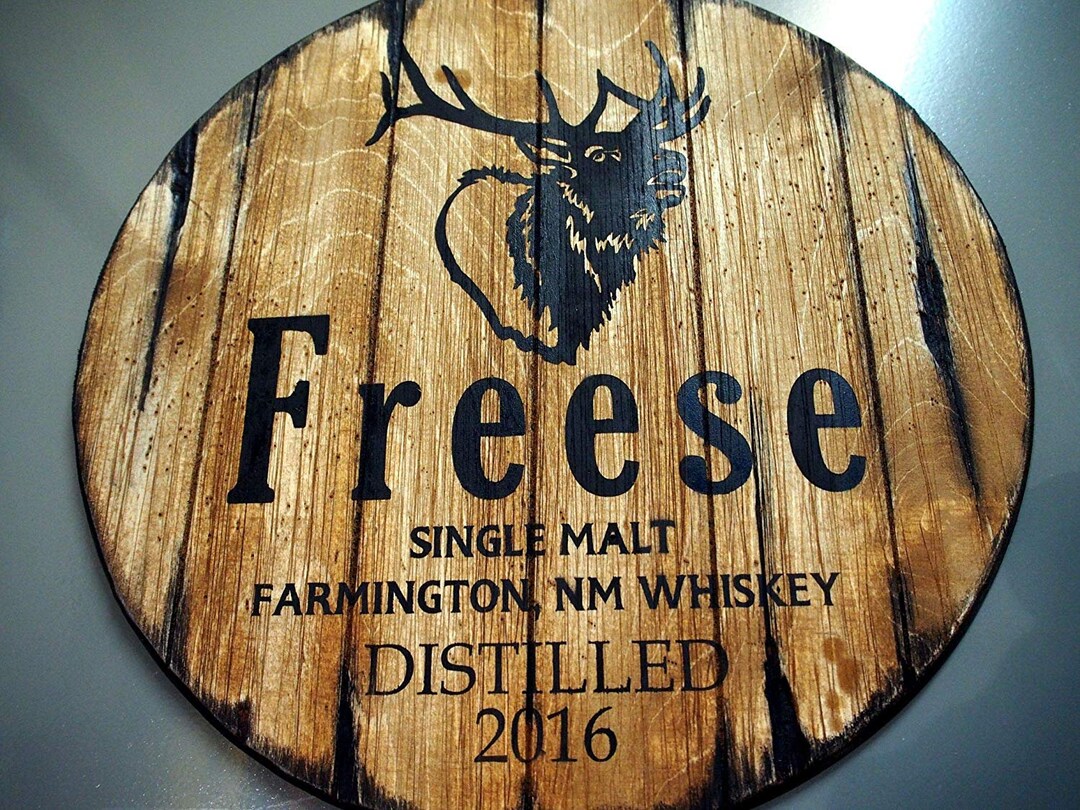 Freese
SINGLE MALT
FARMINGTON, NM WHISKEY
DISTILLED
2016